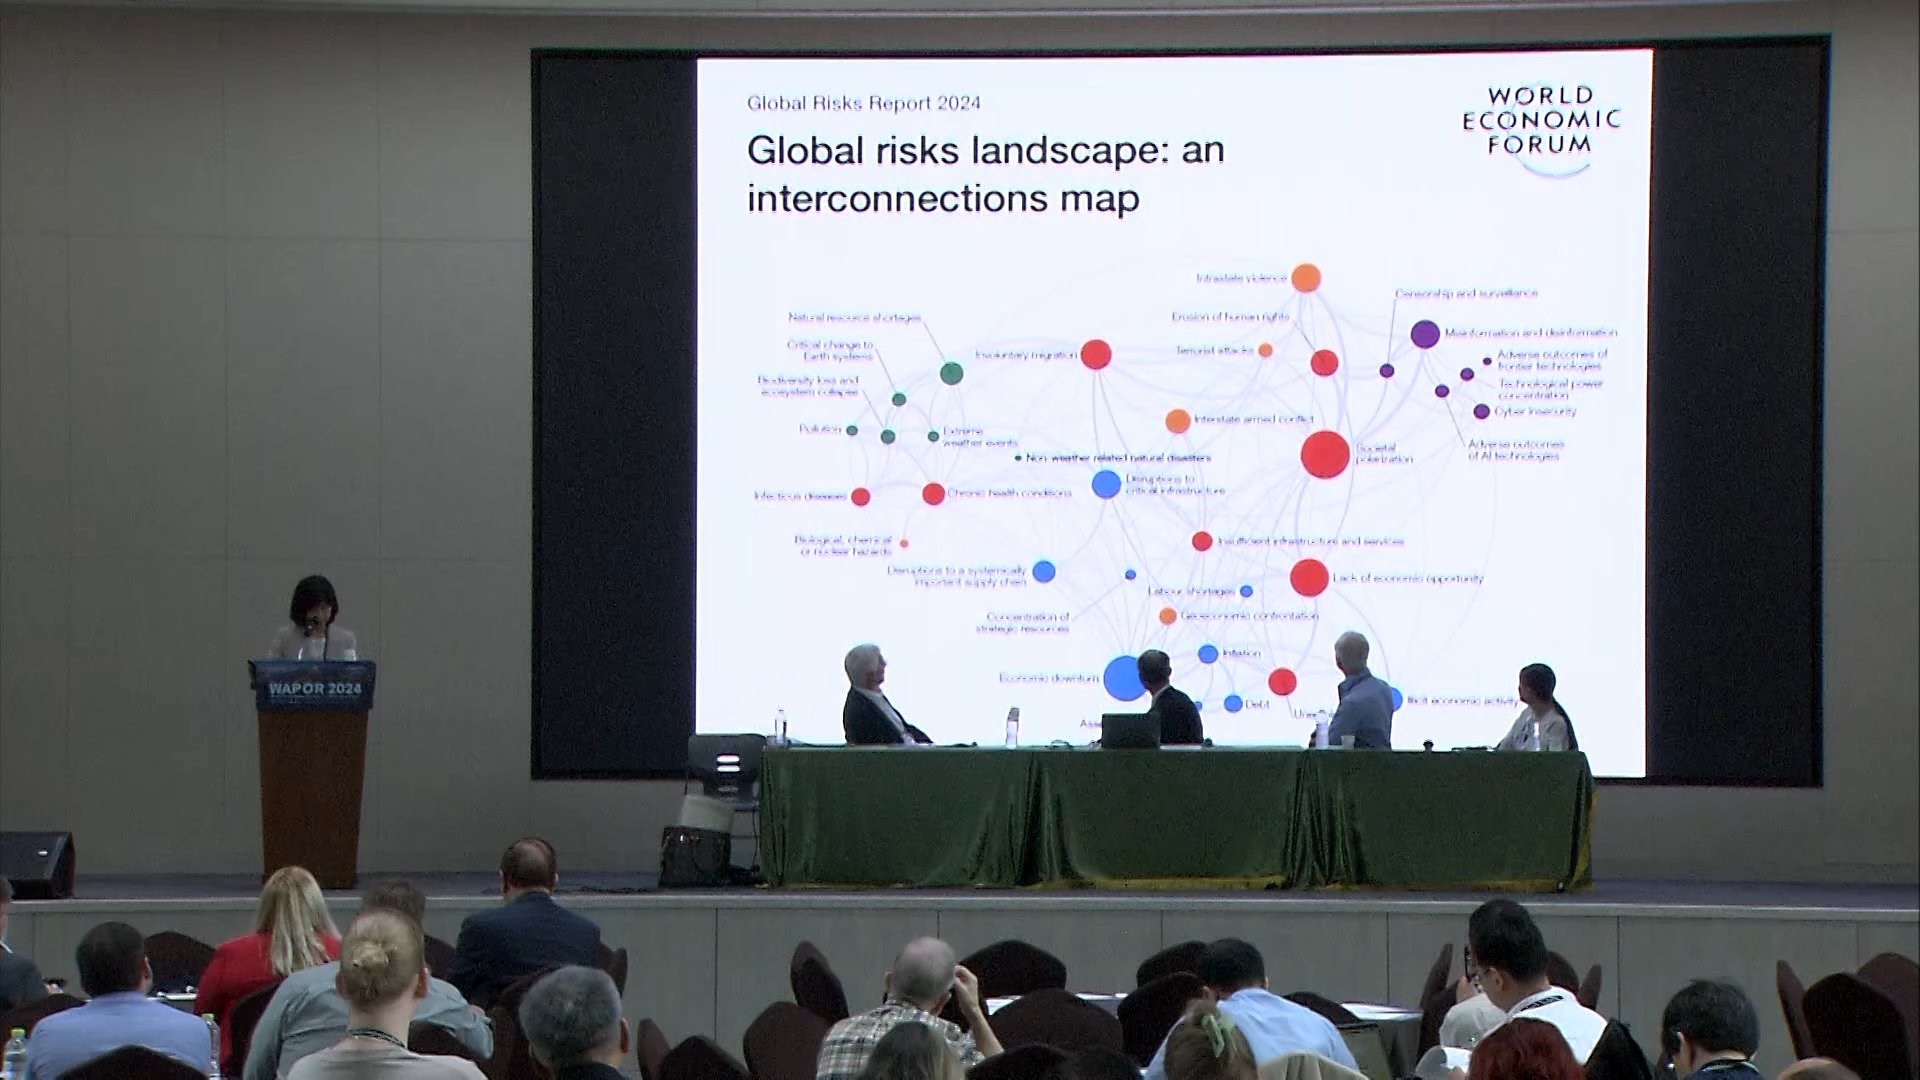 Global Risks Report 2024
WORLD
ECONOMIC
FORUM
Global risks landscape: an
interconnections map
Intrastate violence
Censorship and surveillance
Natural resource shortages
Erosion of human rights
Misinformation and disinformation
Critical change to
Earth systems
Involuntary migration
Terrorist attacks
Adverse outcomes of
frontier technologies
Biodiversity loss and
ecosystem collapse
Technological power
concentration
Cyber insecurity
Interstate armed conflict
Pollution
Extreme
weather events
Adverse outcomes
of AI technologies
Societal
polarization
Non-weather related natural disasters
Disruptions to
critical infrastructure
Infectious diseases
Chronic health conditions
Biological, chemical
or nuclear hazards
Insufficient infrastructure and services
Disruptions to a systemically
important supply chain
Lack of economic opportunity
Labour shortages
Concentration of
strategic resources
Geoeconomic confrontation
Inflation
Economic downturn
Debt
Illicit economic activity
WAPOR 2024